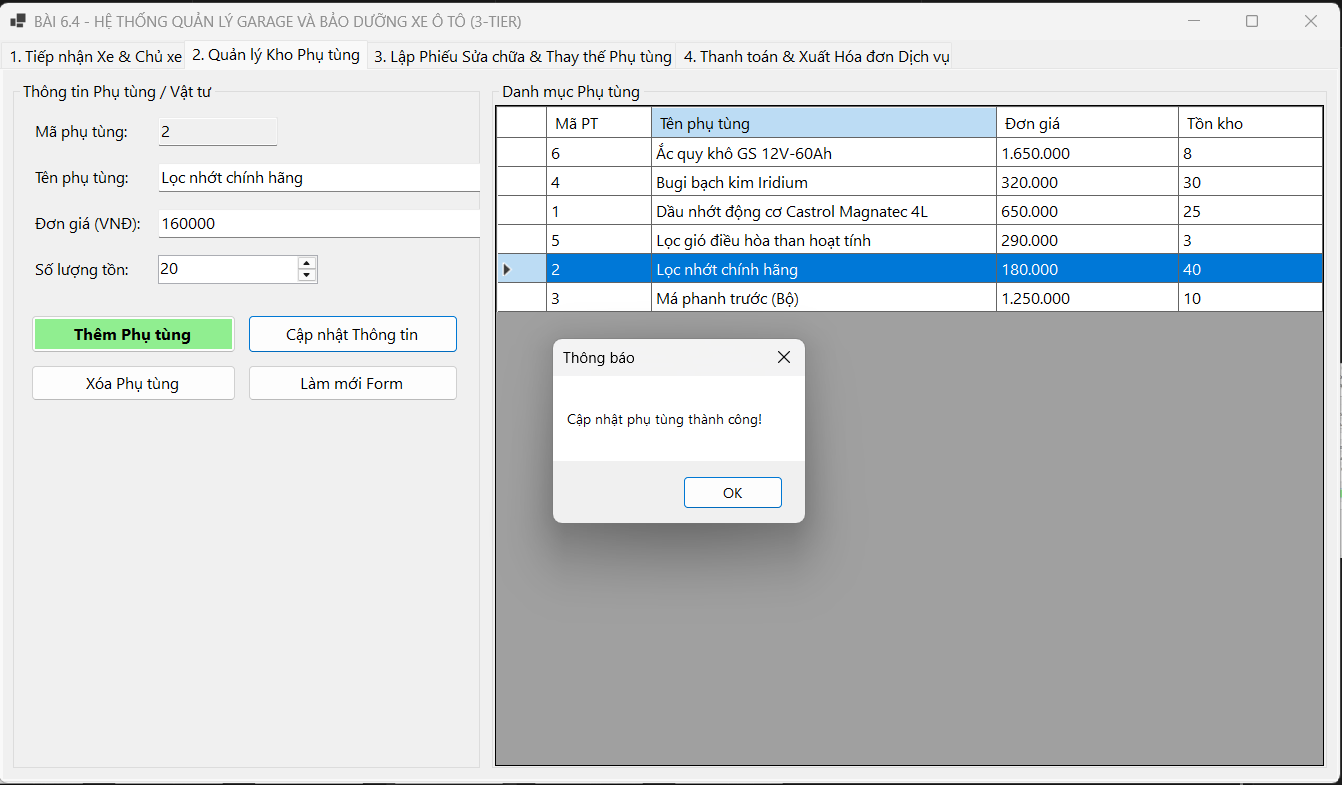 BÀI 6.4 - HỆ THỐNG QUẢN LÝ GARAGE VÀ BẢO DƯỠNG XE Ô TÔ (3-TIER)
1. Tiếp nhận Xe & Chủ xe 2. Quản lý Kho Phụ tùng 3. Lập Phiếu Sửa chữa & Thay thế Phụ tùng 4. Thanh toán & Xuất Hóa đơn Dịch vụ
Thông tin Phụ tùng / Vật tư
Mã phụ tùng: 2
Tên phụ tùng: Lọc nhớt chính hãng
Đơn giá (VNĐ): 160000
Số lượng tồn: 20
Thêm Phụ tùng Cập nhật Thông tin
Xóa Phụ tùng Làm mới Form
Danh mục Phụ tùng
Mã PT Tên phụ tùng Đơn giá Tồn kho
6 Ắc quy khô GS 12V-60Ah 1.650.000 8
4 Bugi bạch kim Iridium 320.000 30
1 Dầu nhớt động cơ Castrol Magnatec 4L 650.000 25
5 Lọc gió điều hòa than hoạt tính 290.000 3
2 Lọc nhớt chính hãng 180.000 40
3 Má phanh trước (Bộ) 1.250.000 10
Thông báo
Cập nhật phụ tùng thành công!
OK